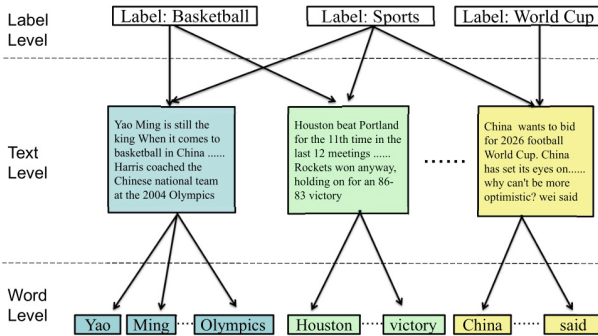 Label Level
Label: Basketball
Label: Sports
Label: World Cup
Text Level
Yao Ming is still the
king When it comes to
basketball in China ......
Harris coached the
Chinese national team
at the 2004 Olympics
Houston beat Portland
for the 11th time in the
last 12 meetings ......
Rockets won anyway,
holding on for an 86-
83 victory
......
China wants to bid
for 2026 football
World Cup. China
has set its eyes on......
why can't be more
optimistic? wei said
Word Level
Yao
Ming
......
Olympics
Houston
......
victory
China
......
said